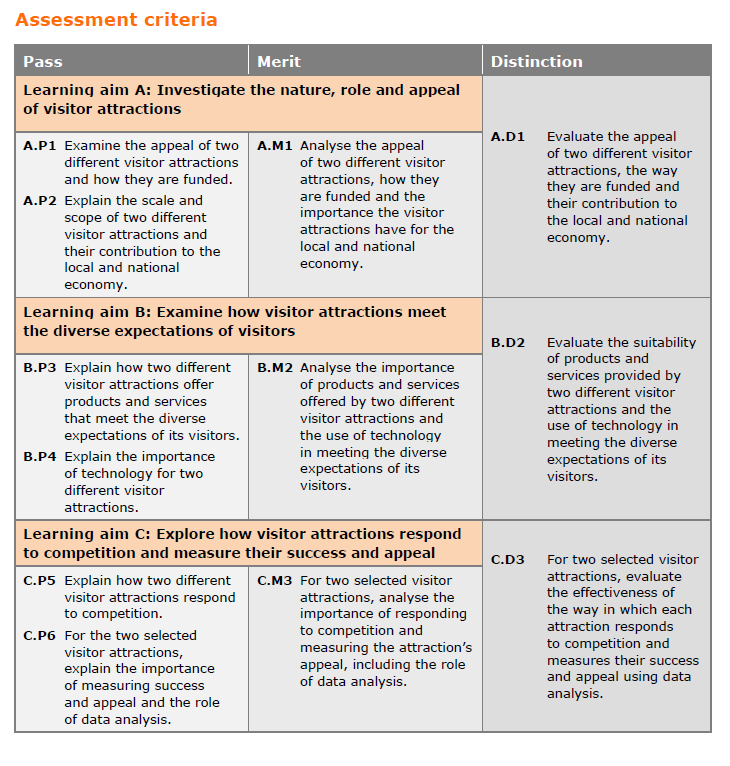 Assessment criteria
Pass
Merit
Distinction
Learning aim A: Investigate the nature, role and appeal
of visitor attractions
A.P1 Examine the appeal of two
different visitor attractions
and how they are funded.
A.P2 Explain the scale and
scope of two different
visitor attractions and
their contribution to the
local and national
economy.
A.M1 Analyse the appeal
of two different visitor
attractions, how they
are funded and the
importance the visitor
attractions have for the
local and national
economy.
A.D1 Evaluate the appeal
of two different visitor
attractions, the way
they are funded and
their contribution to
the local and national
economy.
Learning aim B: Examine how visitor attractions meet
the diverse expectations of visitors
B.P3 Explain how two different
visitor attractions offer
products and services
that meet the diverse
expectations of its visitors.
B.P4 Explain the importance
of technology for two
different visitor
attractions.
B.M2 Analyse the importance
of products and services
offered by two different
visitor attractions and
the use of technology
in meeting the diverse
expectations of its
visitors.
B.D2 Evaluate the suitability
of products and
services provided by
two different visitor
attractions and the
use of technology in
meeting the diverse
expectations of its
visitors.
Learning aim C: Explore how visitor attractions respond
to competition and measure their success and appeal
C.P5 Explain how two different
visitor attractions respond
to competition.
C.P6 For the two selected
visitor attractions,
explain the importance
of measuring success
and appeal and the role
of data analysis.
C.M3 For two selected visitor
attractions, analyse the
importance of responding
to competition and
measuring the attraction’s
appeal, including the role
of data analysis.
C.D3 For two selected visitor
attractions, evaluate
the effectiveness of
the way in which each
attraction responds
to competition and
measures their success
and appeal using data
analysis.